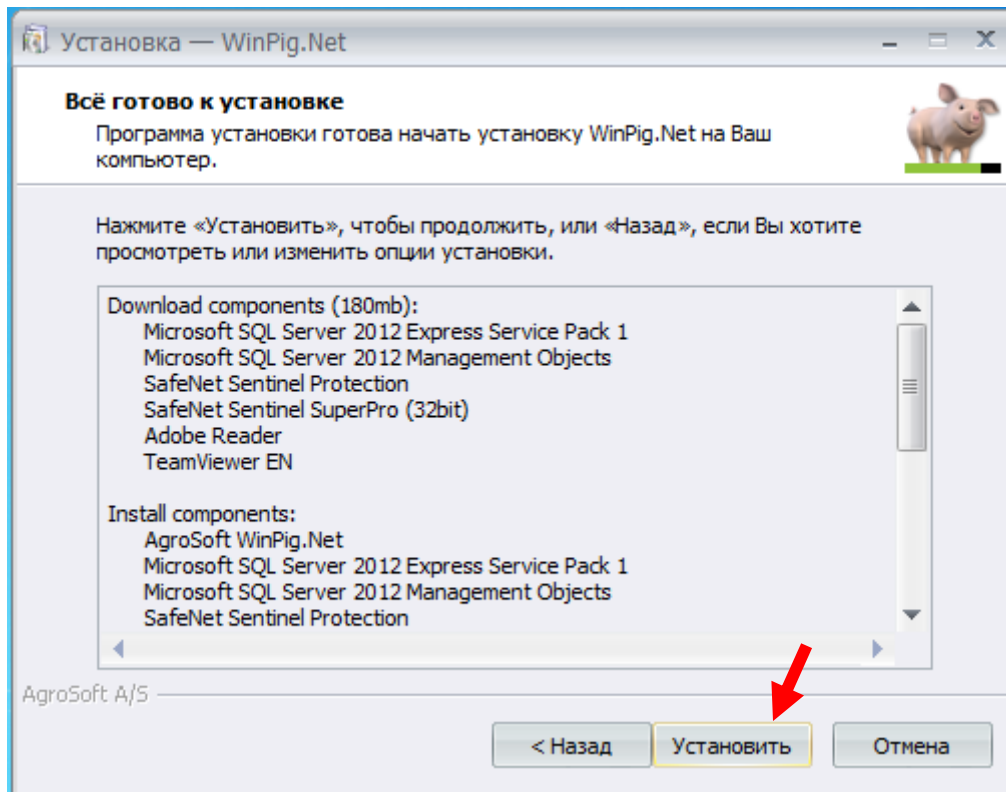 Установка — WinPig.Net
Всё готово к установке
Программа установки готова начать установку WinPig.Net на Ваш
компьютер.
Нажмите «Установить», чтобы продолжить, или «Назад», если Вы хотите
просмотреть или изменить опции установки.
Download components (180mb):
Microsoft SQL Server 2012 Express Service Pack 1
Microsoft SQL Server 2012 Management Objects
SafeNet Sentinel Protection
SafeNet Sentinel SuperPro (32bit)
Adobe Reader
TeamViewer EN
Install components:
AgroSoft WinPig.Net
Microsoft SQL Server 2012 Express Service Pack 1
Microsoft SQL Server 2012 Management Objects
SafeNet Sentinel Protection
AgroSoft A/S
< Назад Установить Отмена